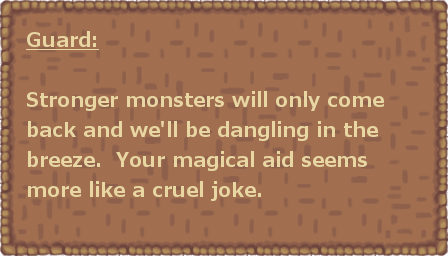 Guard:
Stronger monsters will only come
back and we'll be dangling in the
breeze.  Your magical aid seems
more like a cruel joke.